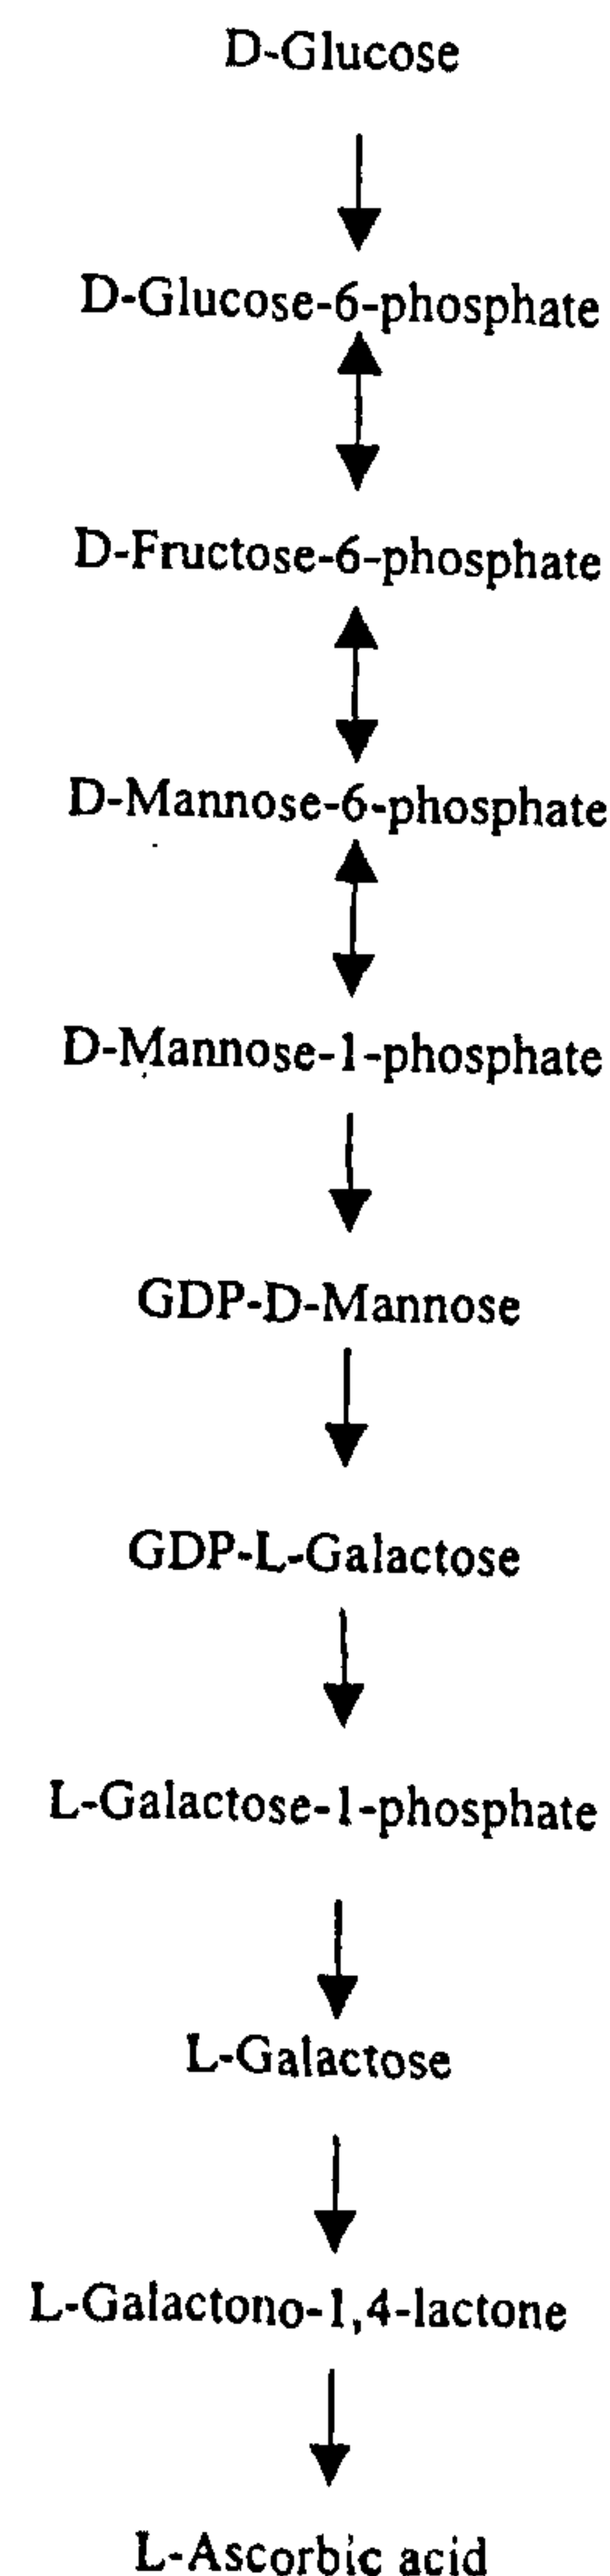 D-Glucose
D-Glucose-6-phosphate
D-Fructose-6-phosphate
D-Mannose-6-phosphate
D-Mannose-1-phosphate
GDP-D-Mannose
GDP-L-Galactose
L-Galactose-1-phosphate
L-Galactose
L-Galactono-1,4-lactone
L-Ascorbic acid